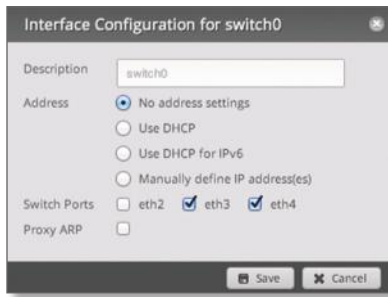 Interface Configuration for switch0
Description switch0
Address No address settings
Use DHCP
Use DHCP for IPv6
Manually define IP address(es)
Switch Ports eth2 eth3 eth4
Proxy ARP
Save Cancel